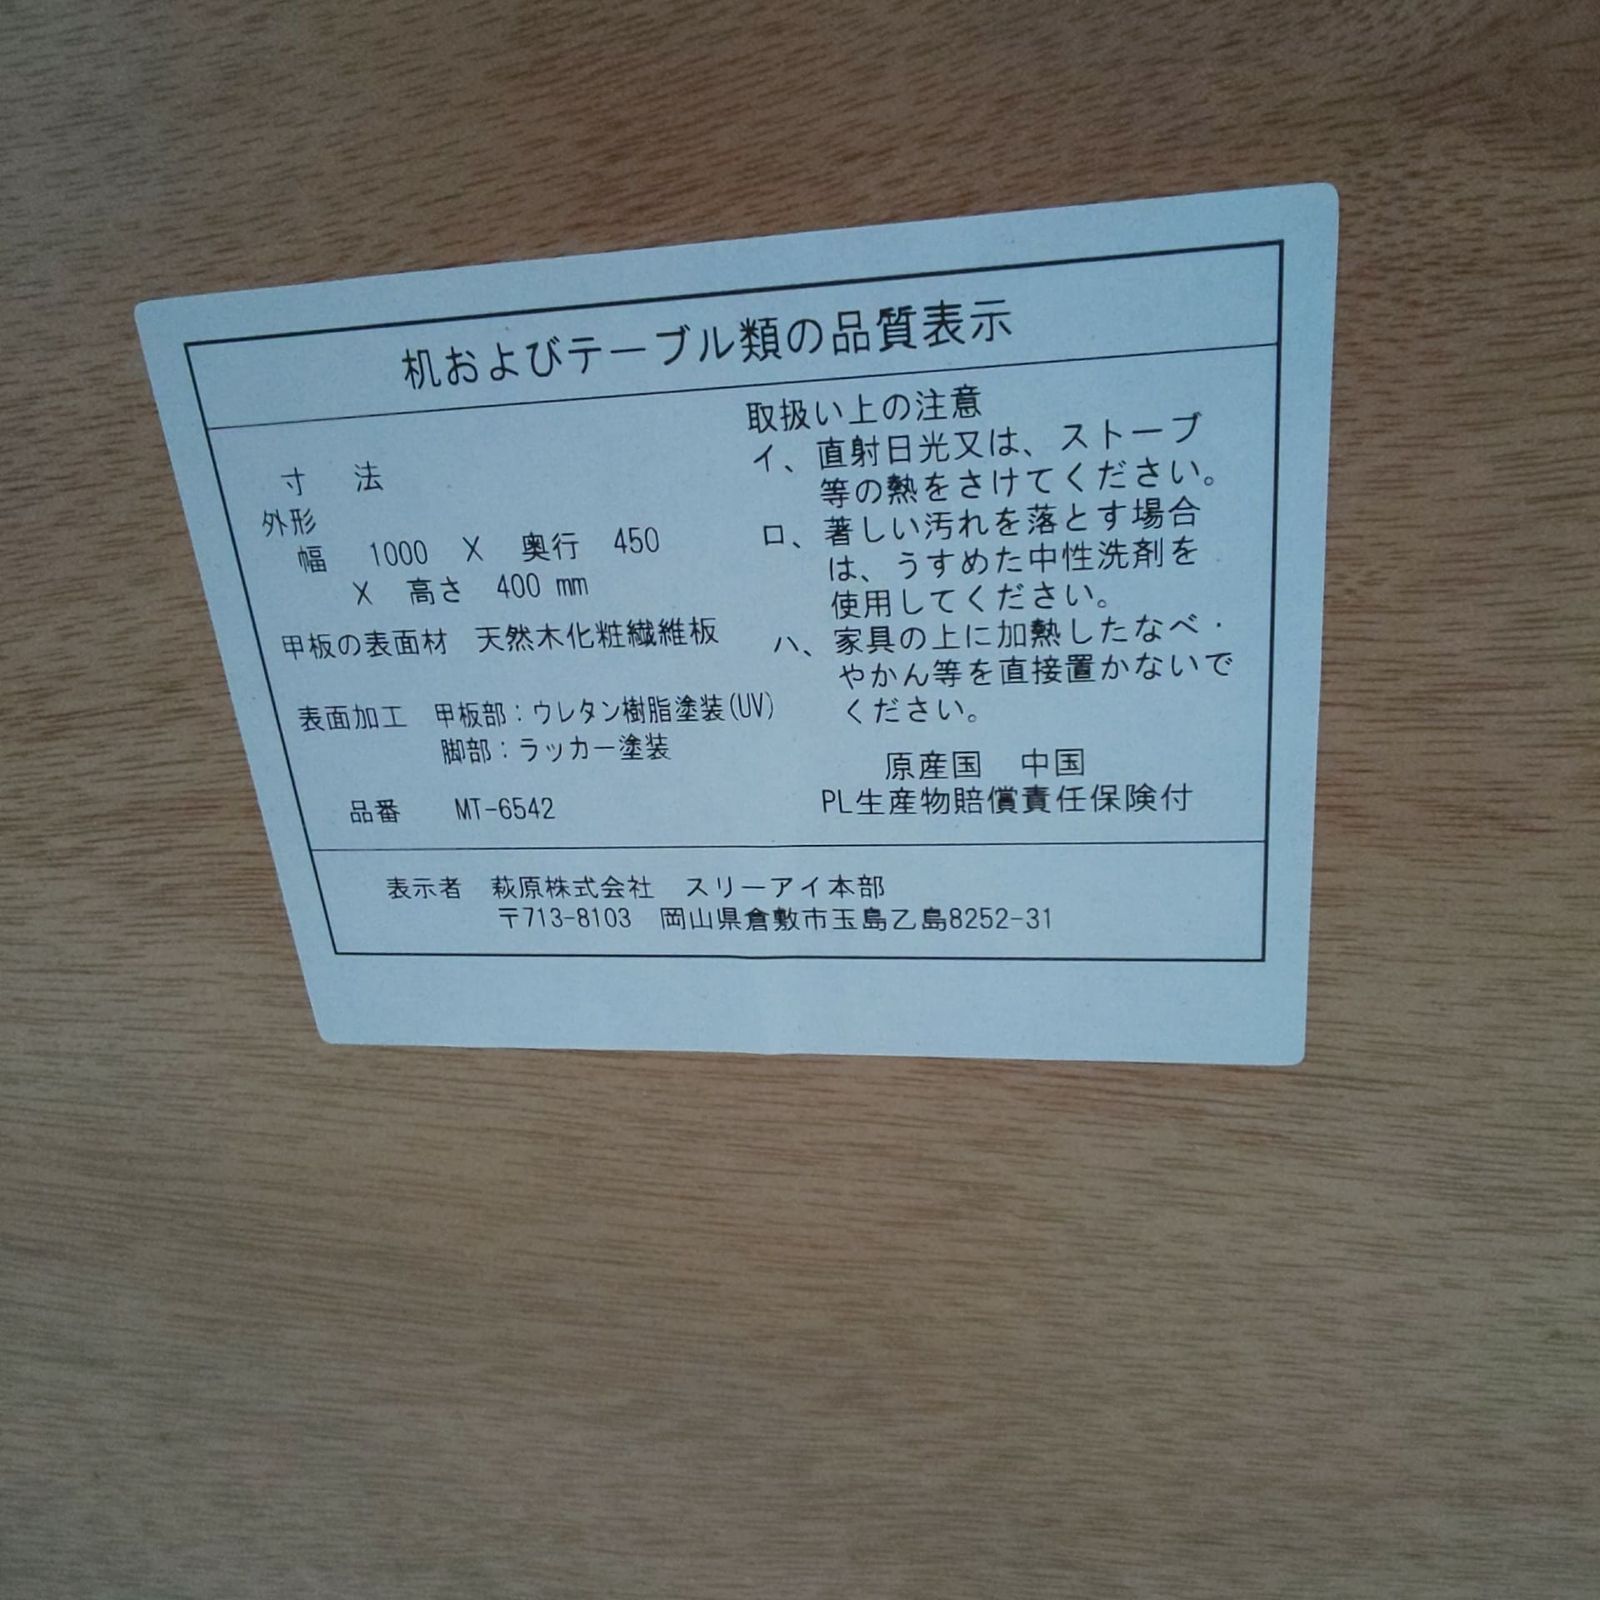 机およびテーブル類の品質表示
寸 法
外形
幅 1000 X 奥行 450
X 高さ 400 mm
甲板の表面材 天然木化粧繊維板
表面加工 甲板部：ウレタン樹脂塗装(UV)
脚部：ラッカー塗装
品番 MT-6542
取扱い上の注意
イ、直射日光又は、ストーブ
等の熱をさけてください。
ロ、著しい汚れを落とす場合
は、うすめた中性洗剤を
使用してください。
ハ、家具の上に加熱したなべ・
やかん等を直接置かないで
ください。
原産国 中国
PL生産物賠償責任保険付
表示者 萩原株式会社 スリーアイ本部
〒713-8103 岡山県倉敷市玉島乙島8252-31